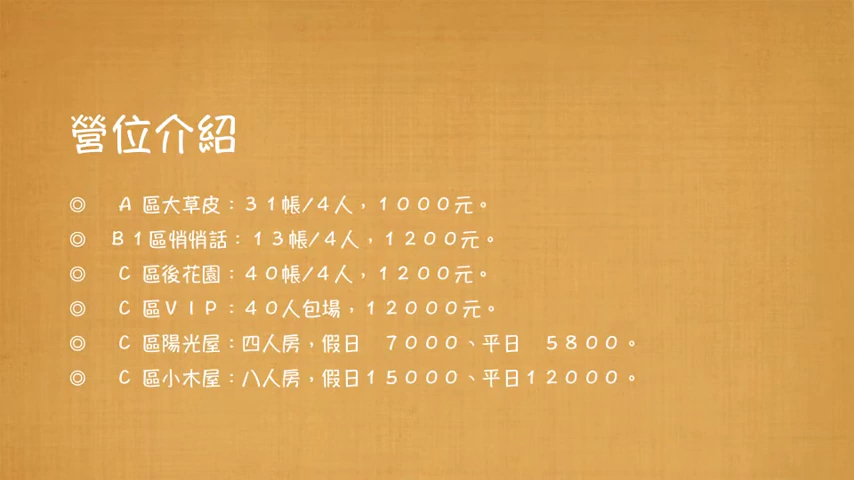 營位介紹
◎ Ａ區大草皮：３１帳/４人，１０００元。
◎ Ｂ１區悄悄話：１３帳/４人，１２００元。
◎ Ｃ區後花園：４０帳/４人，１２００元。
◎ Ｃ區ＶＩＰ：４０人包場，１２０００元。
◎ Ｃ區陽光屋：四人房，假日　７０００、平日　５８００。
◎ Ｃ區小木屋：八人房，假日１５０００、平日１２０００。